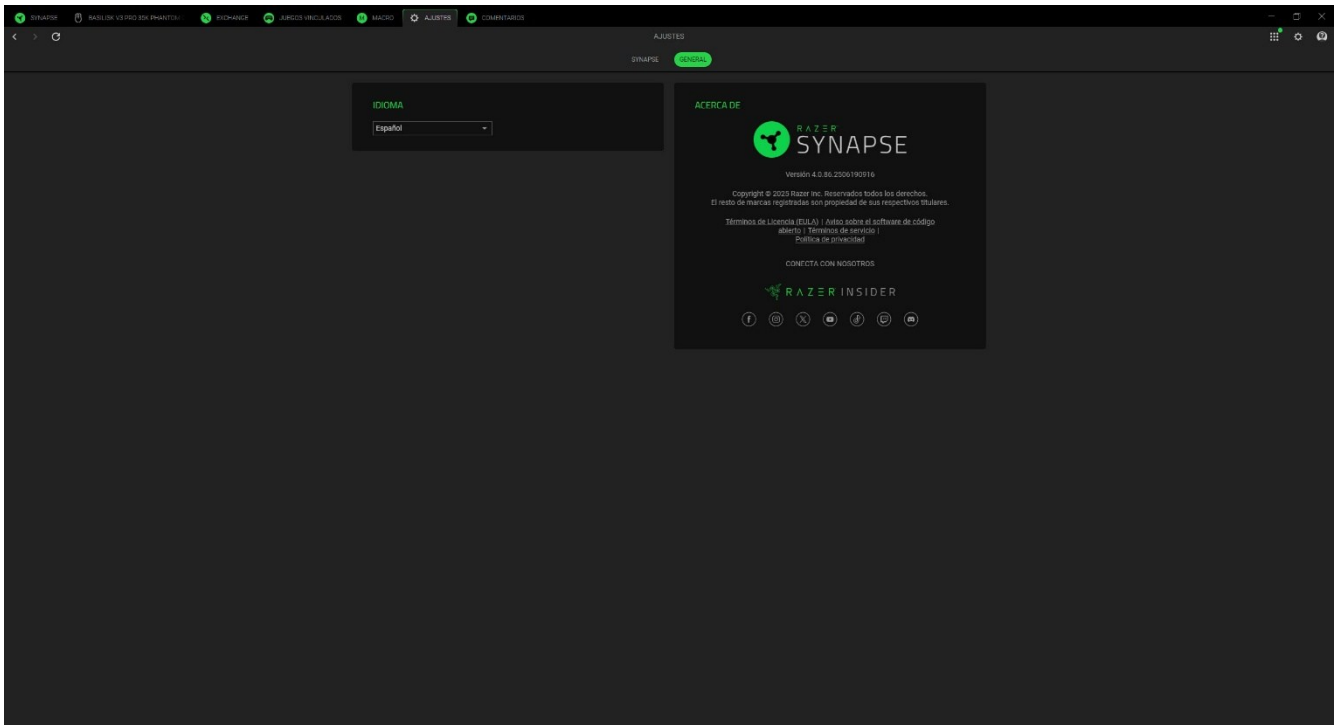 SYNAPSE
BASILISK V3 PRO 35K PHANTOM
EXCHANGE
JUEGOS VINCULADOS
MACRO
AJUSTES
COMENTARIOS
AJUSTES
SYNAPSE
GENERAL
IDIOMA
Español
ACERCA DE
RAZER
SYNAPSE
Versión 4.0.86.2506190916
Copyright © 2025 Razer Inc. Reservados todos los derechos.
El resto de marcas registradas son propiedad de sus respectivos titulares.
Términos de Licencia (EULA) | Aviso sobre el software de código
abierto | Términos de servicio |
Política de privacidad
CONECTA CON NOSOTROS
RAZER INSIDER